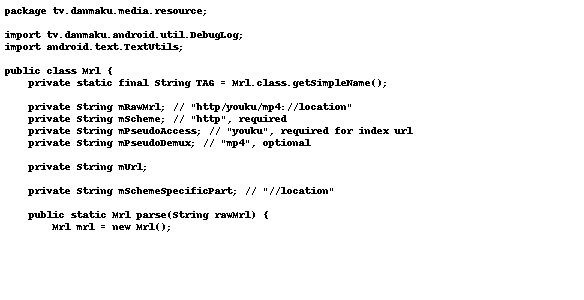 package tv.danmaku.media.resource;

import tv.danmaku.android.util.DebugLog;
import android.text.TextUtils;

public class Mrl {
    private static final String TAG = Mrl.class.getSimpleName();

    private String mRawMrl; // "http/youku/mp4://location"
    private String mScheme; // "http", required
    private String mPseudoAccess; // "youku", required for index url
    private String mPseudoDemux; // "mp4", optional

    private String mUrl;

    private String mSchemeSpecificPart; // "//location"

    public static Mrl parse(String rawMrl) {
        Mrl mrl = new Mrl();